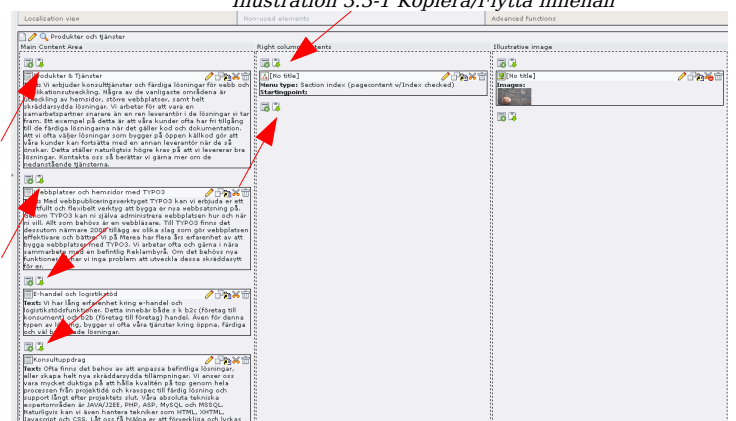 Illustration 5.5-1 Kopiera/Flytta innehåll
Location view
Non-used elements
Advanced functions
Produkter och tjänster
Main Content Area
Right column contents
Illustrative image
Produkter & Tjänster
Vi erbjuder konsulttjänster och färdiga lösningar för webb och
applikationsutveckling. Några av de vanligaste områdena är
utveckling av hemsidor, större webbplatser, samt helt
skräddarsydda lösningar. Vi arbetar för att vara en
samarbetspartner snarare än en ren leverantör i de lösningar vi tar
fram. Ett exempel på detta är att våra kunder ofta har fri tillgång
till de färdiga lösningarna när det gäller kod och dokumentation.
Att vi ofta väljer lösningar som bygger på öppen källkod gör att
våra kunder kan fortsätta med en annan leverantör när de så
önskar. Detta ställer naturligtvis högre krav på att vi levererar bra
lösningar. Kontakta oss så berättar vi gärna mer om de
nedanstående tjänsterna.
Webbplatser och hemsidor med TYPO3
Med webbpubliceringsverktyget TYPO3 kan vi erbjuda er ett
kraftfullt och flexibelt verktyg att bygga er nya webbsatsning på.
Genom TYPO3 kan ni själva administrera webbplatsen hur och när
ni vill. Allt som behövs är en webbläsare. Till TYPO3 finns det
dessutom närmare 2000 tillägg av olika slag som gör webbplatsen
effektivare och bättre. Vi på Merea har flera års erfarenhet av att
bygga webbplatser med TYPO3. Vi arbetar ofta och gärna i nära
sammarbete med en befintlig Reklambyrå. Om det behövs nya
funktioner har vi inga problem att utveckla dessa skräddasytt
för er.
E-handel och logistikstöd
Text: Vi har lång erfarenhet kring e-handel och
logistikstödsfunktioner. Detta innebär både s k b2c (företag till
konsument) och b2b (företag till företag) handel. Även för denna
typen av lösning, bygger vi ofta våra tjänster kring öppna, färdiga
och väl beprövade lösningar.
Konsultuppdrag
Text: Ofta finns det behov av att anpassa befintliga lösningar,
eller skapa helt nya skräddarsydda tillämpningar. Vi anser oss
vara mycket duktiga på att hålla kvalitén på top genom hela
processen från projektidé och kravspec till färdig lösning och
support långt efter projektets slut. Våra absoluta tekniska
expertområden är JAVA/J2EE, PHP, ASP, MySQL och MSSQL.
Naturligvis kan vi även hantera tekniker som HTML, XHTML,
Javascript och CSS. Låt oss få hjälpa er att förverkliga och lyckas
[No title]
Menu type: Section index (pagecontent w/Index checked)
Startingpoint:
[No title]
Images: